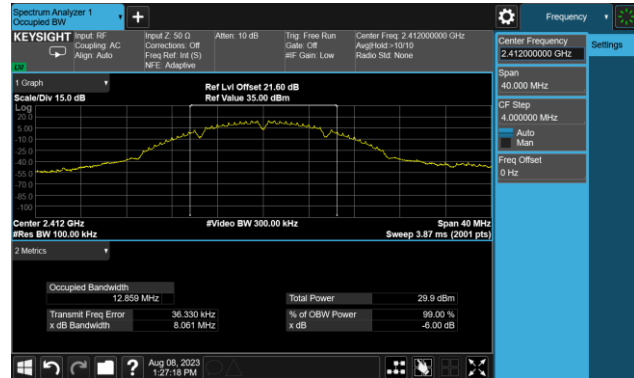 Spectrum Analyzer 1
Occupied BW
Frequency
KEYSIGHT
Input: RF
Coupling: AC
Align: Auto
Input Z: 50 Ω
Corrections: Off
Freq Ref: Int (S)
NFE: Adaptive
Atten: 10 dB
Trig: Free Run
Gate: Off
#IF Gain: Low
Center Freq: 2.412000000 GHz
Avg|Hold:>10/10
Radio Std: None
Center Frequency
2.412000000 GHz
Settings
Span
40.000 MHz
CF Step
4.000000 MHz
Auto
Man
Freq Offset
0 Hz
1 Graph
Scale/Div 15.0 dB
Ref Lvl Offset 21.60 dB
Ref Value 35.00 dBm
Log
20.0
5.00
-10.0
-25.0
-40.0
-55.0
-70.0
-85.0
-100
Center 2.412 GHz
#Res BW 100.00 kHz
#Video BW 300.00 kHz
Span 40 MHz
Sweep 3.87 ms (2001 pts)
2 Metrics
Occupied Bandwidth
12.859 MHz
Total Power 29.9 dBm
Transmit Freq Error 36.330 kHz
% of OBW Power 99.00 %
x dB Bandwidth 8.061 MHz
x dB -6.00 dB
?
Aug 08, 2023
1:27:18 PM